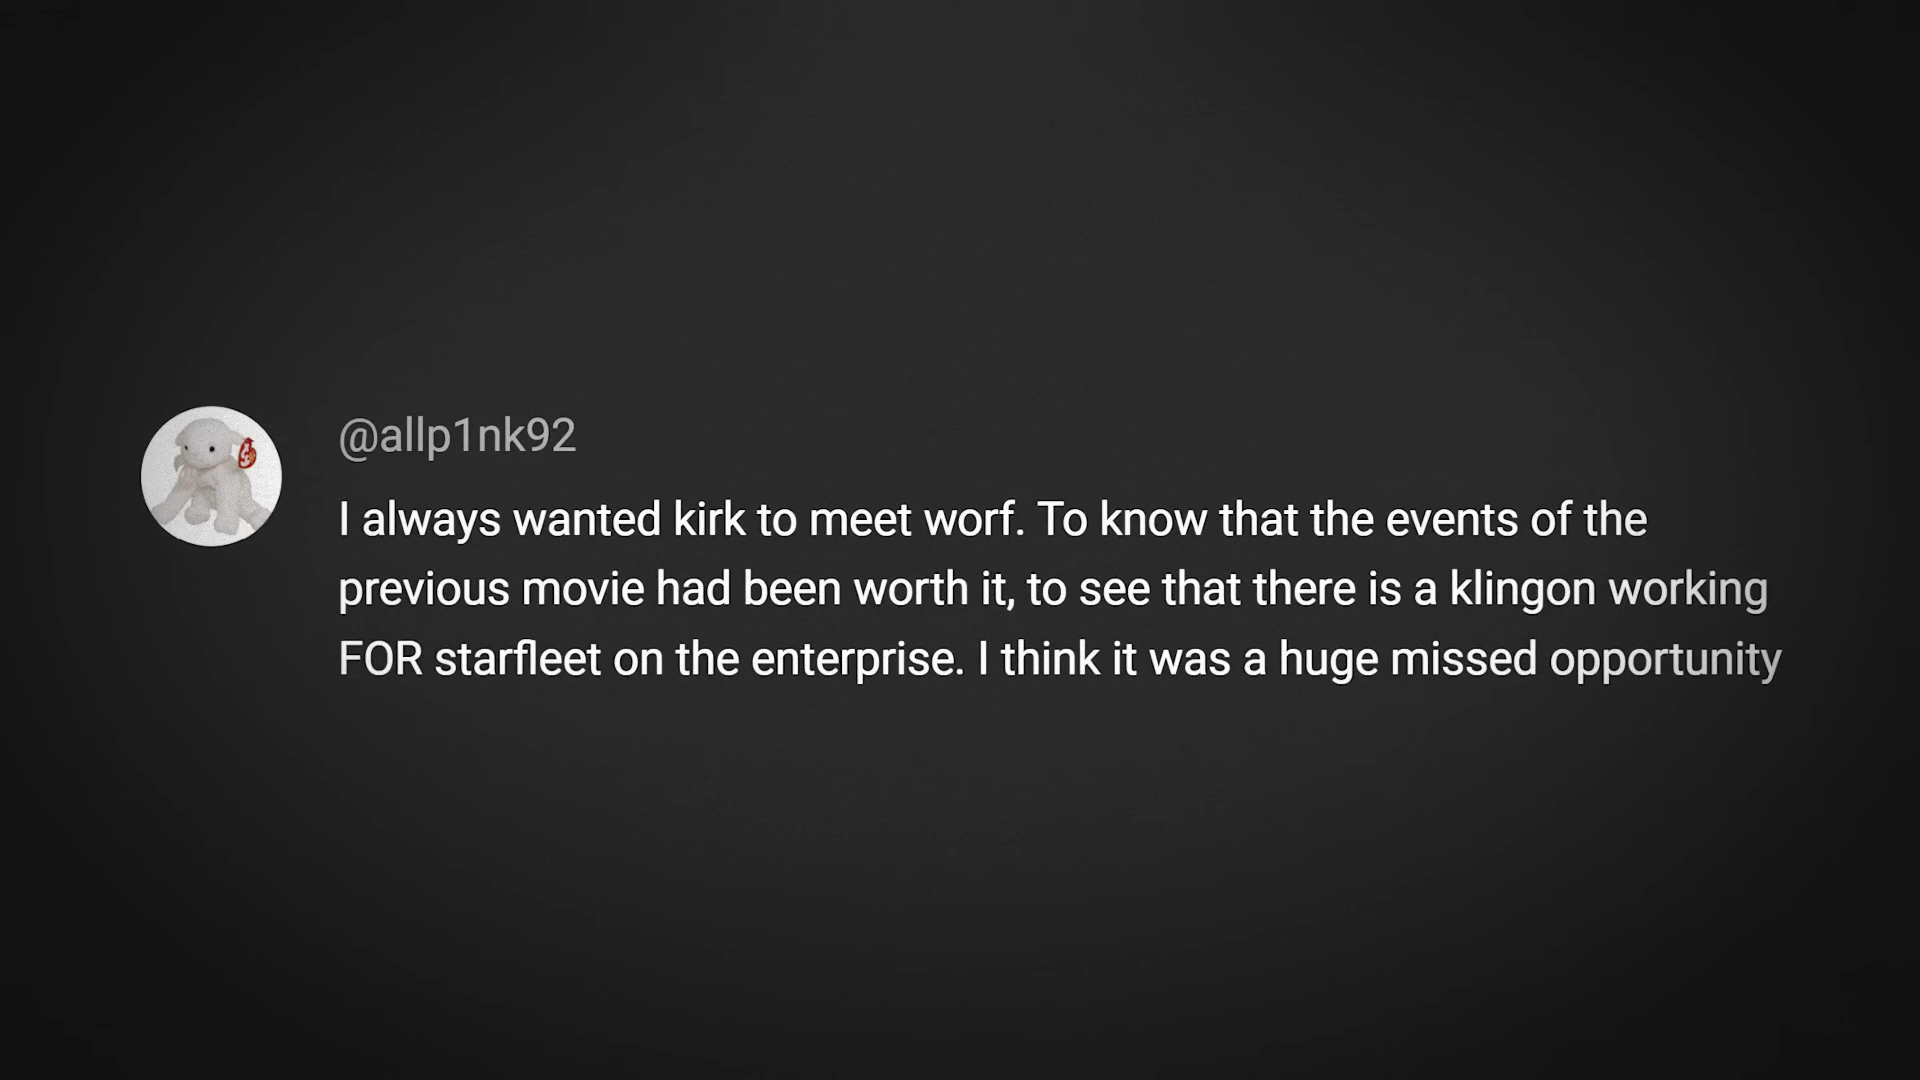 @allp1nk92
I always wanted kirk to meet worf. To know that the events of the
previous movie had been worth it, to see that there is a klingon working
FOR starfleet on the enterprise. I think it was a huge missed opportunity